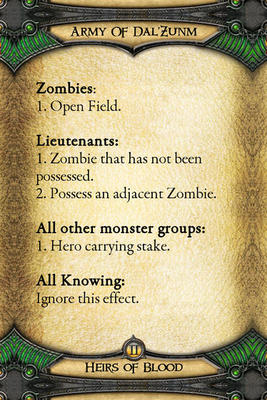 Army Of Dal'Zunm
Zombies:
1. Open Field.
Lieutenants:
1. Zombie that has not been
possessed.
2. Possess an adjacent Zombie.
All other monster groups:
1. Hero carrying stake.
All Knowing:
Ignore this effect.
II
Heirs of Blood